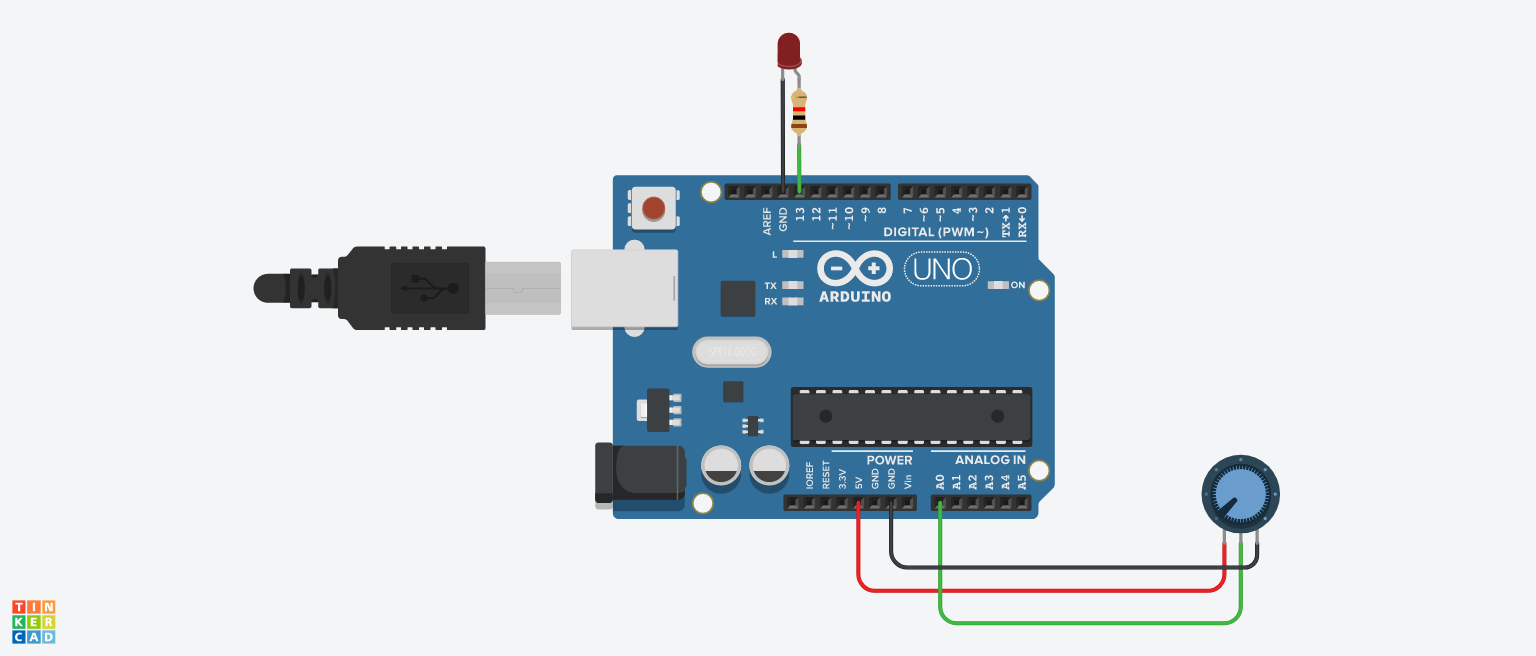 AREF
GND
13
12
~11
~10
~9
8
7
~6
~5
4
~3
2
TX→1
RX←0
DIGITAL (PWM~)
L
TX
RX
ARDUINO
UNO
ON
POWER
ANALOG IN
IOREF
RESET
3.3V
5V
GND
GND
Vin
A0
A1
A2
A3
A4
A5
TIN
KER
CAD